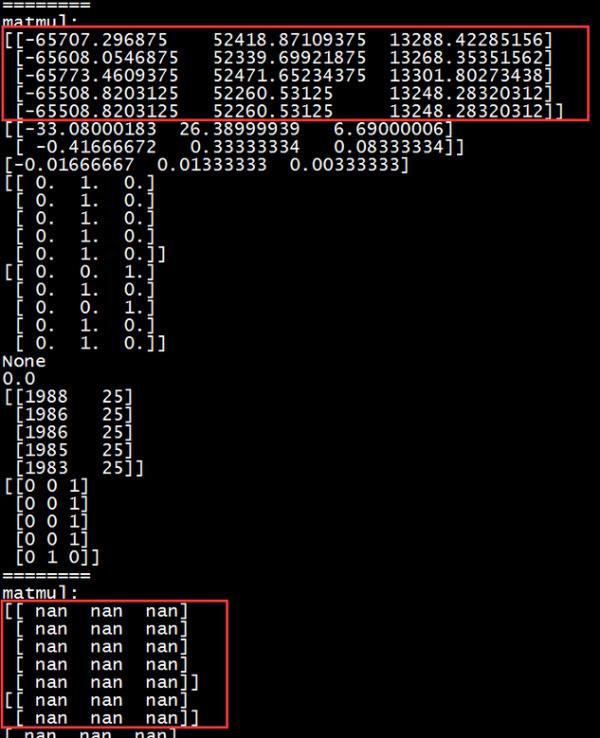 ========
matmul:
[[-65707.296875 52418.87109375 13288.42285156]
[-65608.0546875 52339.69921875 13268.35351562]
[-65773.4609375 52471.65234375 13301.80273438]
[-65508.8203125 52260.53125 13248.28320312]
[-65508.8203125 52260.53125 13248.28320312]]
[[-33.08000183 26.38999939 6.69000006]
[ -0.41666672 0.33333334 0.08333334]]
[-0.01666667 0.01333333 0.00333333]
[[ 0. 1. 0.]
[ 0. 1. 0.]
[ 0. 1. 0.]
[ 0. 1. 0.]
[ 0. 1. 0.]]
[[ 0. 0. 1.]
[ 0. 1. 0.]
[ 0. 0. 1.]
[ 0. 1. 0.]
[ 0. 1. 0.]]
None
0.0
[[1988 25]
[1986 25]
[1986 25]
[1985 25]
[1983 25]]
[[0 0 1]
[0 0 1]
[0 0 1]
[0 0 1]
[0 1 0]]
========
matmul:
[[ nan nan nan]
[ nan nan nan]
[ nan nan nan]
[ nan nan nan]
[ nan nan nan]]
[[ nan nan nan]
[ nan nan nan]]
[ nan nan nan]